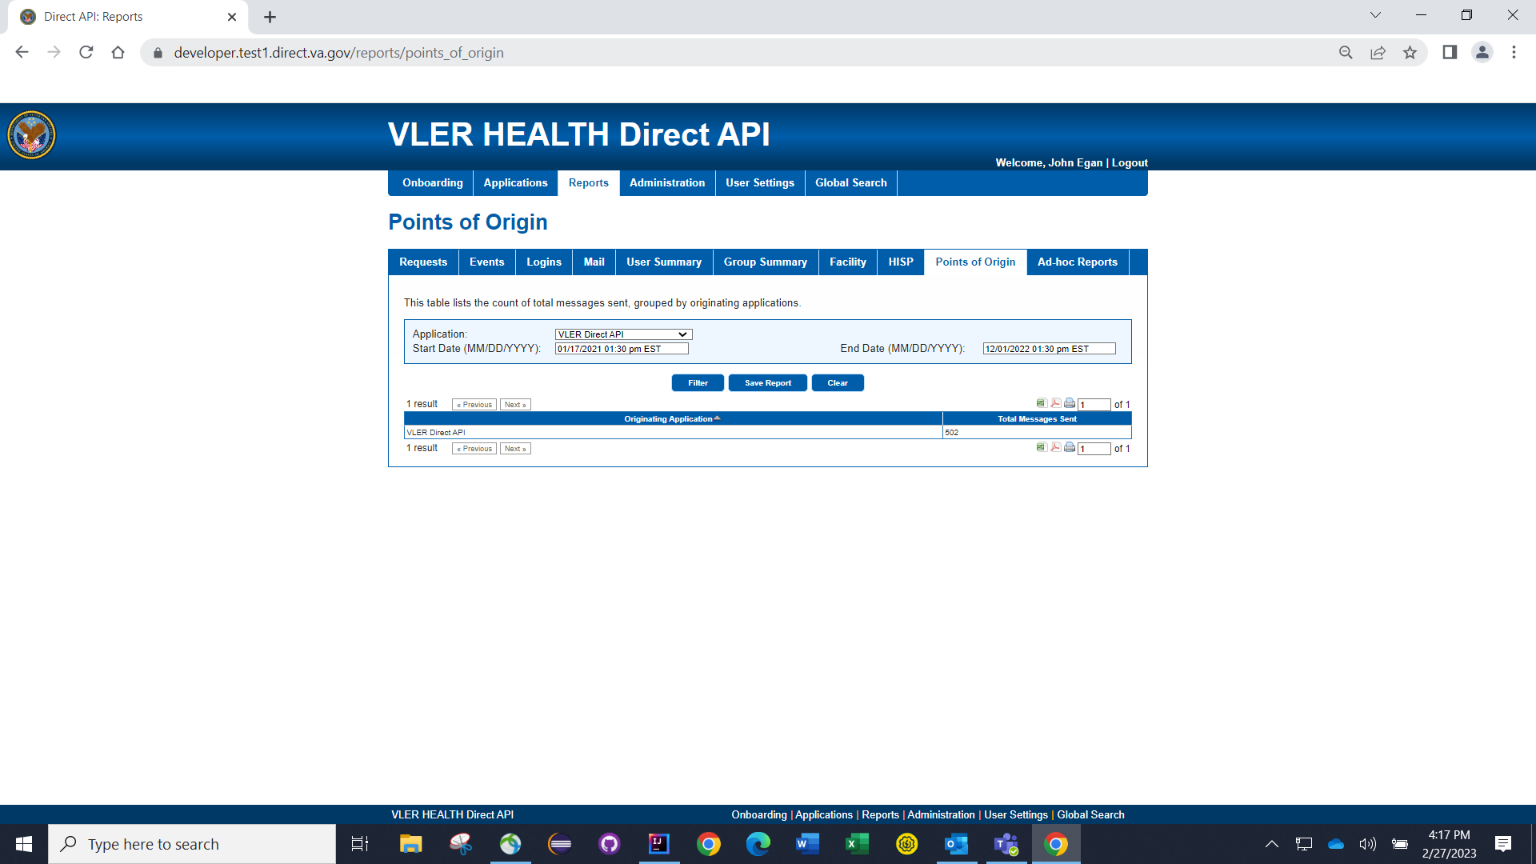 Direct API: Reports
developer.test1.direct.va.gov/reports/points_of_origin
VLER HEALTH Direct API
Welcome, John Egan | Logout
Onboarding Applications Reports Administration User Settings Global Search
Points of Origin
Requests Events Logins Mail User Summary Group Summary Facility HISP Points of Origin Ad-hoc Reports
This table lists the count of total messages sent, grouped by originating applications.
Application: VLER Direct API
Start Date (MM/DD/YYYY): 01/17/2021 01:30 pm EST End Date (MM/DD/YYYY): 12/01/2022 01:30 pm EST
Filter Save Report Clear
1 result « Previous Next » 1 of 1
Originating Application Total Messages Sent
VLER Direct API 502
1 result « Previous Next » 1 of 1
VLER HEALTH Direct API Onboarding | Applications | Reports | Administration | User Settings | Global Search
Type here to search
4:17 PM
2/27/2023